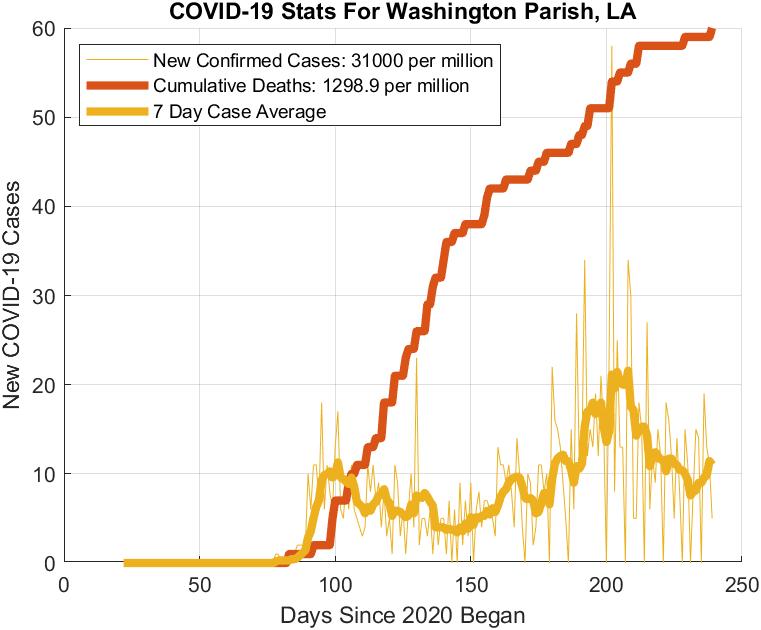 COVID-19 Stats For Washington Parish, LA
New Confirmed Cases: 31000 per million
Cumulative Deaths: 1298.9 per million
7 Day Case Average
New COVID-19 Cases
60
50
40
30
20
10
0
0 50 100 150 200 250
Days Since 2020 Began